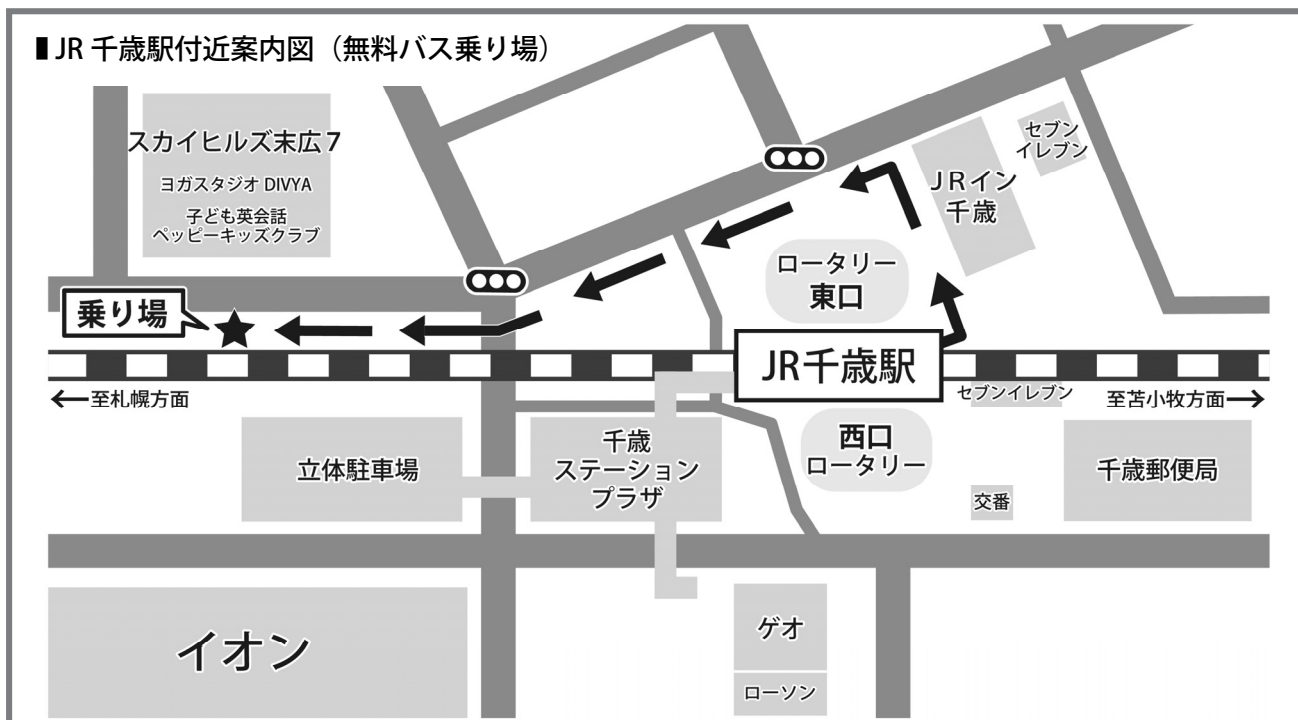 ■JR 千歳駅付近案内図（無料バス乗り場）
スカイヒルズ末広７
ヨガスタジオ DIVYA
子ども英会話
ペッピーキッズクラブ
セブン
イレブン
ＪＲイン
千歳
ロータリー
東口
乗り場
JR千歳駅
←至札幌方面
セブンイレブン
至苫小牧方面→
立体駐車場
千歳
ステーション
プラザ
西口
ロータリー
千歳郵便局
交番
イオン
ゲオ
ローソン